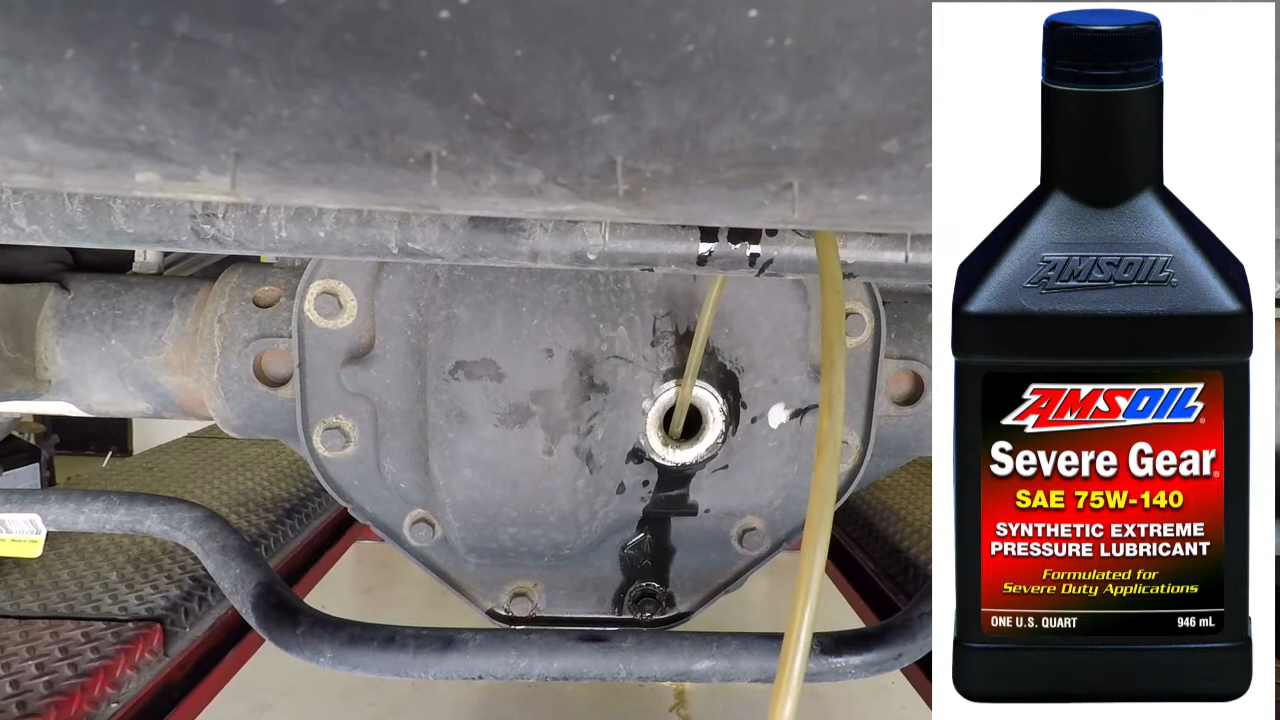 AMSOIL
AMSOIL
Severe Gear
SAE 75W-140
SYNTHETIC EXTREME
PRESSURE LUBRICANT
Formulated for
Severe Duty Applications
ONE U.S. QUART 946 mL